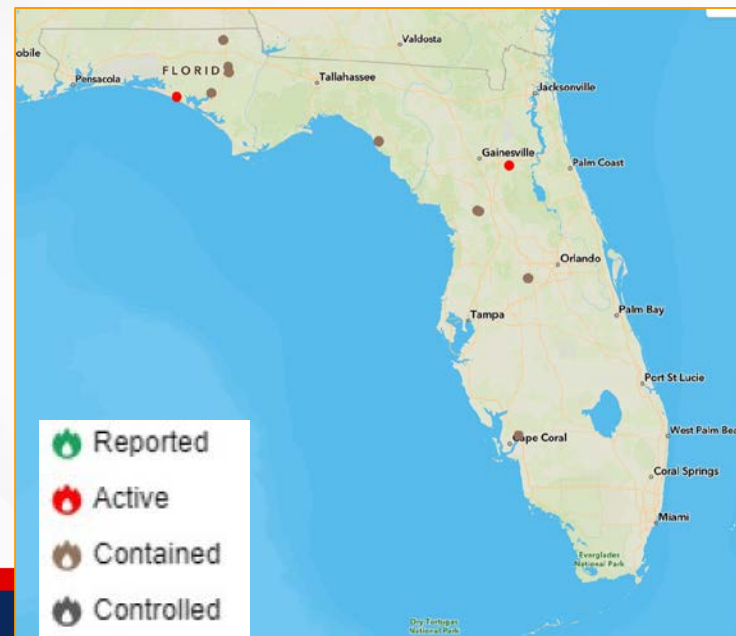 Valdosta
obile
Pensacola
FLORID
Tallahassee
Jacksonville
Gainesville
Palm Coast
Orlando
Palm Bay
Tampa
Port St Lucie
Cape Coral
West Palm Bea
Coral Springs
Miami
Everglades
National Park
Dry Tortugas
National Park
Reported
Active
Contained
Controlled